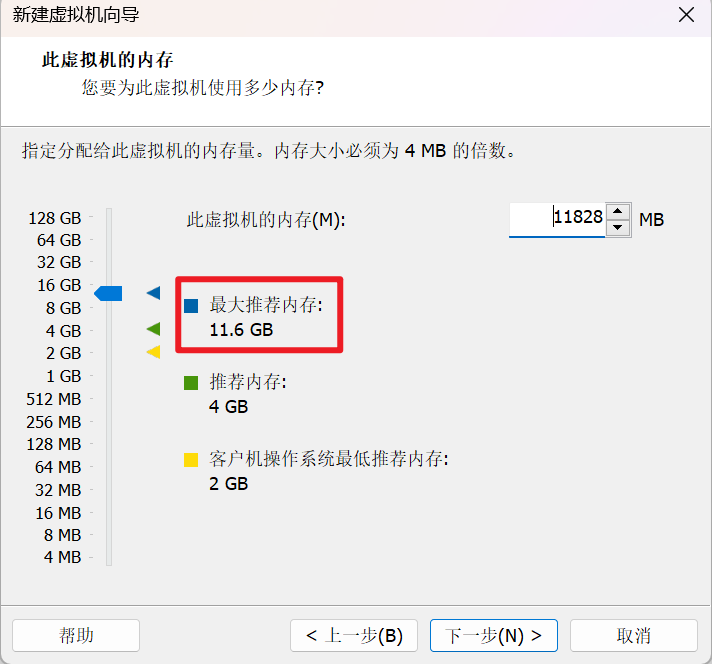 新建虚拟机向导
此虚拟机的内存
您要为此虚拟机使用多少内存?
指定分配给此虚拟机的内存量。内存大小必须为 4 MB 的倍数。
128 GB
64 GB
32 GB
16 GB
8 GB
4 GB
2 GB
1 GB
512 MB
256 MB
128 MB
64 MB
32 MB
16 MB
8 MB
4 MB
此虚拟机的内存(M):
11828 MB
最大推荐内存:
11.6 GB
推荐内存:
4 GB
客户机操作系统最低推荐内存:
2 GB
帮助
< 上一步(B)
下一步(N) >
取消